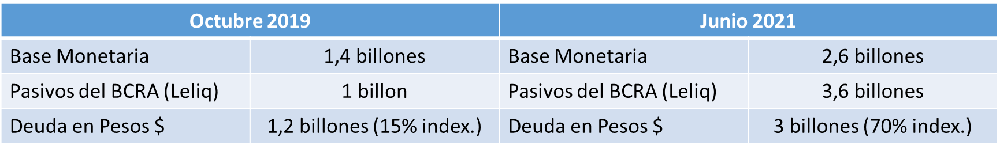 Octubre 2019 Junio 2021
Base Monetaria 1,4 billones Base Monetaria 2,6 billones
Pasivos del BCRA (Leliq) 1 billon Pasivos del BCRA (Leliq) 3,6 billones
Deuda en Pesos $ 1,2 billones (15% index.) Deuda en Pesos $ 3 billones (70% index.)